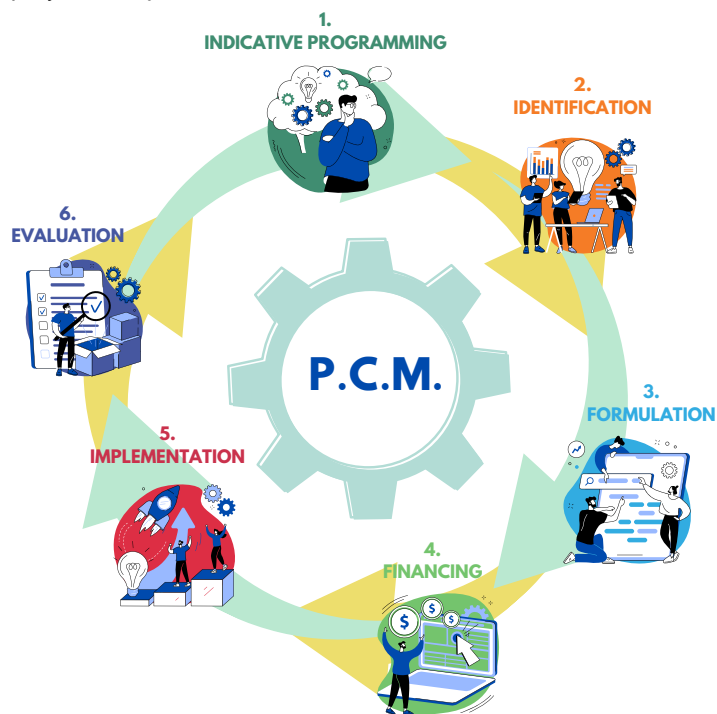 1.
INDICATIVE PROGRAMMING
2.
IDENTIFICATION
3.
FORMULATION
4.
FINANCING
5.
IMPLEMENTATION
6.
EVALUATION
P.C.M.
$
$
$